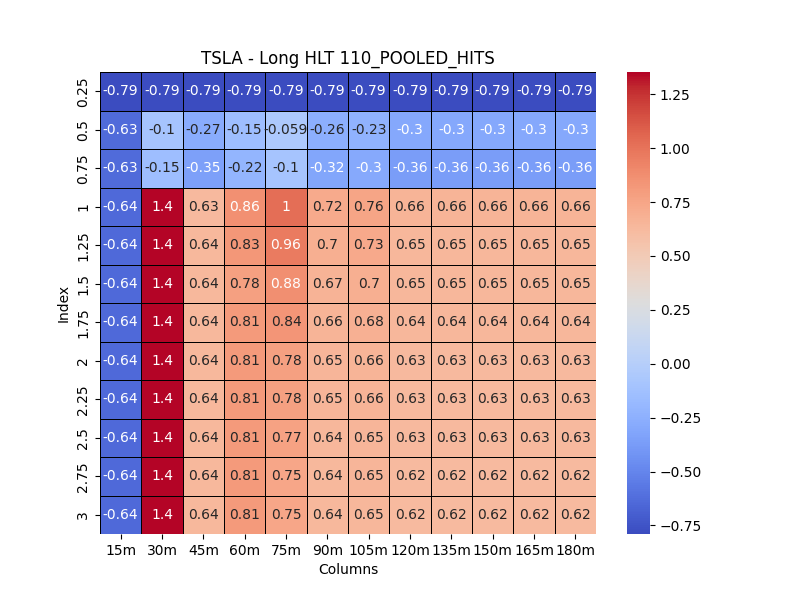 TSLA - Long HLT 110_POOLED_HITS
Index
0.25 -0.79 -0.79 -0.79 -0.79 -0.79 -0.79 -0.79 -0.79 -0.79 -0.79 -0.79 -0.79
0.5 -0.63 -0.1 -0.27 -0.15 -0.059 -0.26 -0.23 -0.3 -0.3 -0.3 -0.3 -0.3
0.75 -0.63 -0.15 -0.35 -0.22 -0.1 -0.32 -0.3 -0.36 -0.36 -0.36 -0.36 -0.36
1 -0.64 1.4 0.63 0.86 1 0.72 0.76 0.66 0.66 0.66 0.66 0.66
1.25 -0.64 1.4 0.64 0.83 0.96 0.7 0.73 0.65 0.65 0.65 0.65 0.65
1.5 -0.64 1.4 0.64 0.78 0.88 0.67 0.7 0.65 0.65 0.65 0.65 0.65
1.75 -0.64 1.4 0.64 0.81 0.84 0.66 0.68 0.64 0.64 0.64 0.64 0.64
2 -0.64 1.4 0.64 0.81 0.78 0.65 0.66 0.63 0.63 0.63 0.63 0.63
2.25 -0.64 1.4 0.64 0.81 0.78 0.65 0.66 0.63 0.63 0.63 0.63 0.63
2.5 -0.64 1.4 0.64 0.81 0.77 0.64 0.65 0.63 0.63 0.63 0.63 0.63
2.75 -0.64 1.4 0.64 0.81 0.75 0.64 0.65 0.62 0.62 0.62 0.62 0.62
3 -0.64 1.4 0.64 0.81 0.75 0.64 0.65 0.62 0.62 0.62 0.62 0.62
15m 30m 45m 60m 75m 90m 105m 120m 135m 150m 165m 180m
Columns
1.25
1.00
0.75
0.50
0.25
0.00
−0.25
−0.50
−0.75